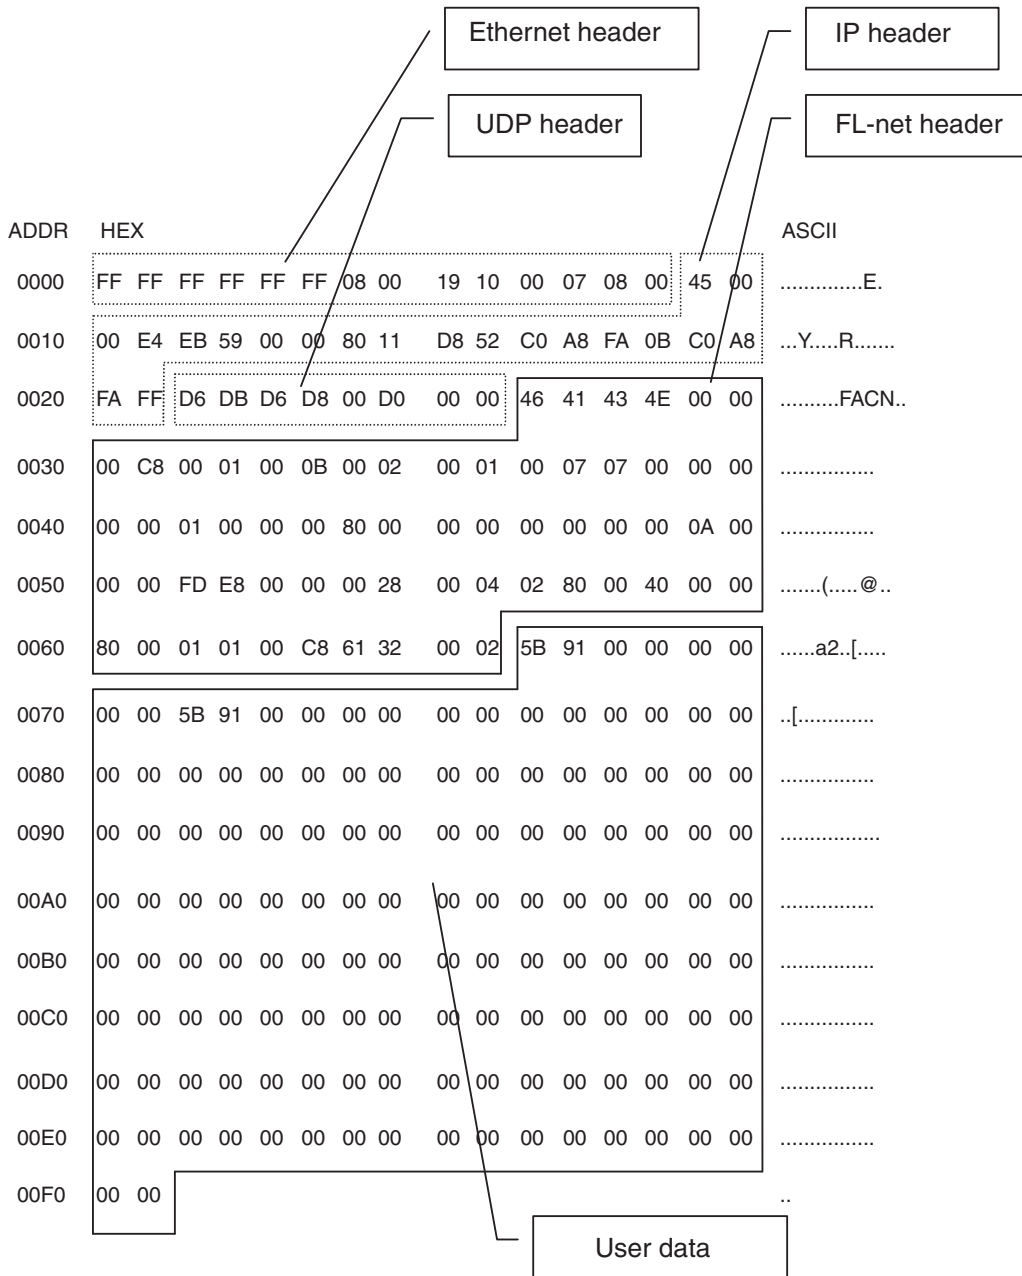 Ethernet header
IP header
UDP header
FL-net header
ADDR HEX ASCII
0000 FF FF FF FF FF FF 08 00 19 10 00 07 08 00 45 00 ..............E.
0010 00 E4 EB 59 00 00 80 11 D8 52 C0 A8 FA 0B C0 A8 ...Y.....R.......
0020 FA FF D6 DB D6 D8 00 D0 00 00 46 41 43 4E 00 00 ..........FACN..
0030 00 C8 00 01 00 0B 00 02 00 01 00 07 07 00 00 00 ................
0040 00 00 01 00 00 00 80 00 00 00 00 00 00 00 0A 00 ................
0050 00 00 FD E8 00 00 00 28 00 04 02 80 00 40 00 00 .......(.....@..
0060 80 00 01 01 00 C8 61 32 00 02 5B 91 00 00 00 00 ......a2..[.....
0070 00 00 5B 91 00 00 00 00 00 00 00 00 00 00 00 00 ..[.............
0080 00 00 00 00 00 00 00 00 00 00 00 00 00 00 00 00 ................
0090 00 00 00 00 00 00 00 00 00 00 00 00 00 00 00 00 .................
00A0 00 00 00 00 00 00 00 00 00 00 00 00 00 00 00 00 ................
00B0 00 00 00 00 00 00 00 00 00 00 00 00 00 00 00 00 ................
00C0 00 00 00 00 00 00 00 00 00 00 00 00 00 00 00 00 ................
00D0 00 00 00 00 00 00 00 00 00 00 00 00 00 00 00 00 ................
00E0 00 00 00 00 00 00 00 00 00 00 00 00 00 00 00 00 ................
00F0 00 00 ..
User data